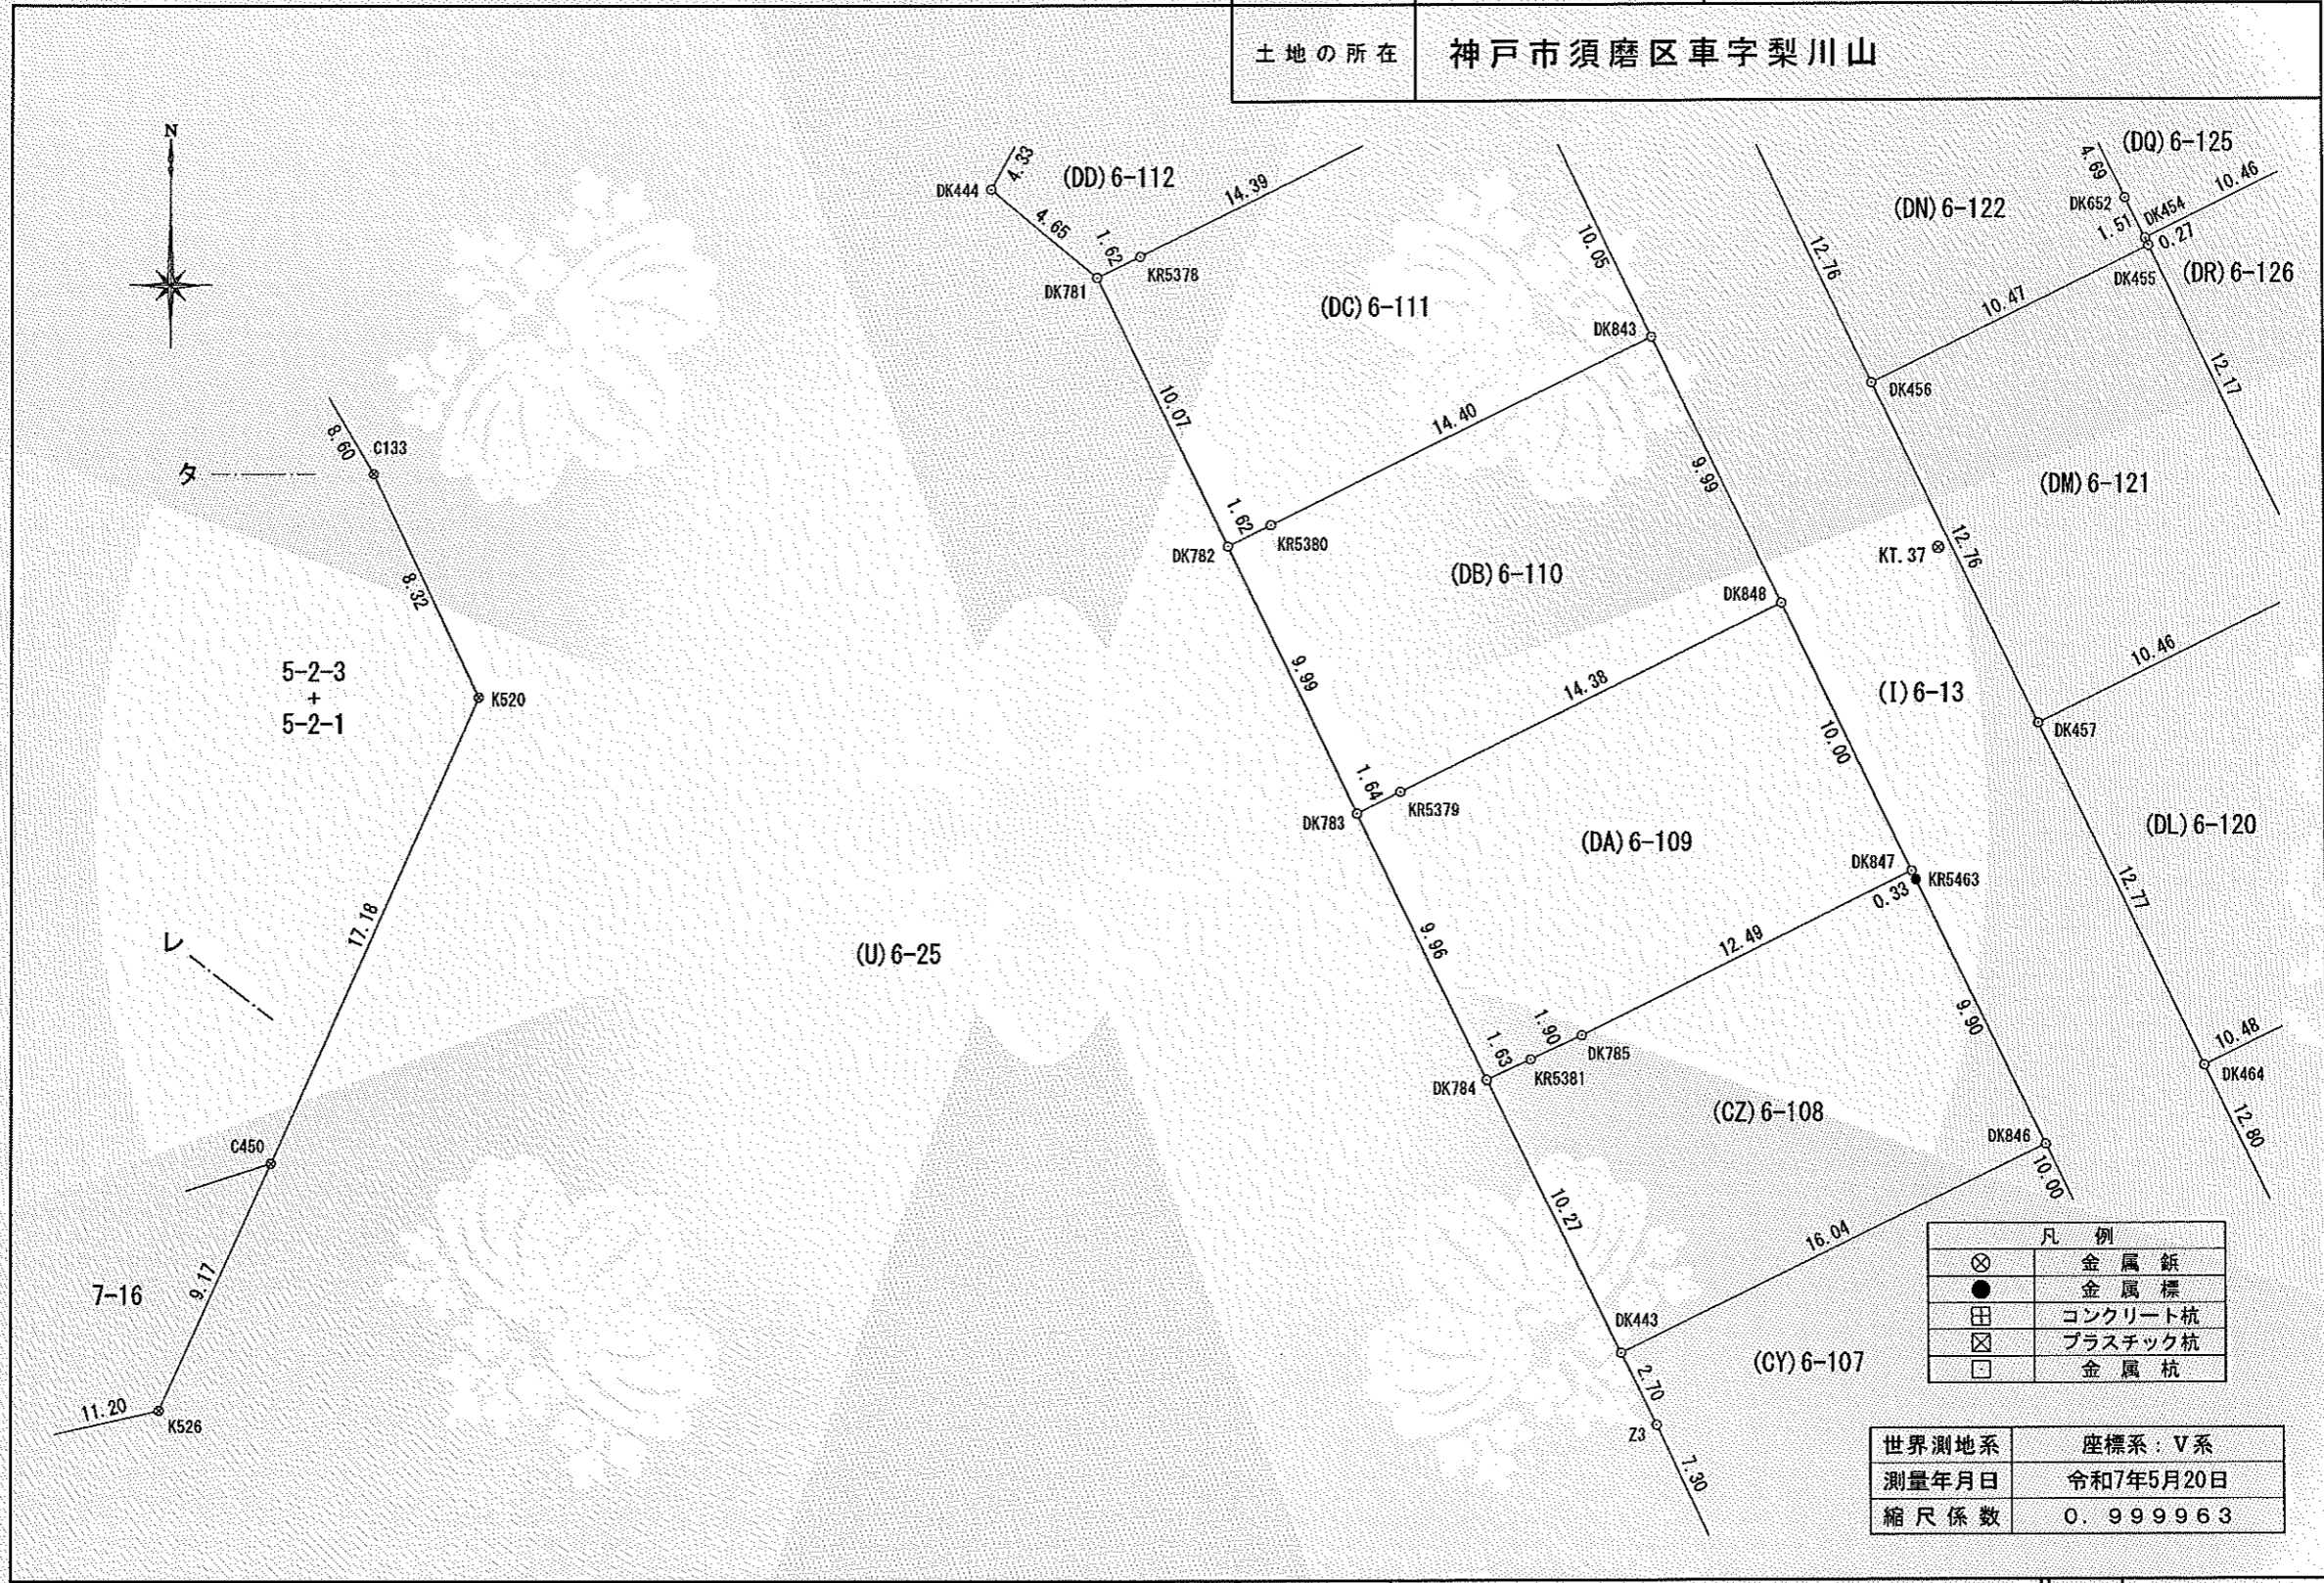 土地の所在 神戸市須磨区車字梨川山
N
(DQ)6-125
4.69
10.46
DK652
DK454
1.51
0.27
DK455
(DR)6-126
(DN)6-122
12.76
10.47
12.17
DK456
4.33
DK444
(DD)6-112
14.39
4.65
1.62
KR5378
DK781
10.05
(DC)6-111
DK843
10.07
14.40
9.99
1.62
KR5380
DK782
(DB)6-110
DK848
(DM)6-121
KT.37
12.76
10.46
DK457
8.60
C133
タ
8.32
5-2-3
+
5-2-1
K520
17.18
レ
(U)6-25
9.99
14.38
10.00
(I)6-13
1.64
KR5379
DK783
(DA)6-109
DK847
KR5463
0.33
(DL)6-120
12.77
9.96
12.49
9.90
1.90
1.63
DK785
KR5381
DK784
(CZ)6-108
10.48
DK464
12.80
DK846
10.00
C450
9.17
7-16
11.20
K526
10.27
16.04
DK443
2.70
(CY)6-107
Z3
7.30
凡 例
⊗ 金属鋲
● 金属標
⊞ コンクリート杭
⊠ プラスチック杭
□ 金属杭
世界測地系 座標系:V系
測量年月日 令和7年5月20日
縮尺係数 0.999963